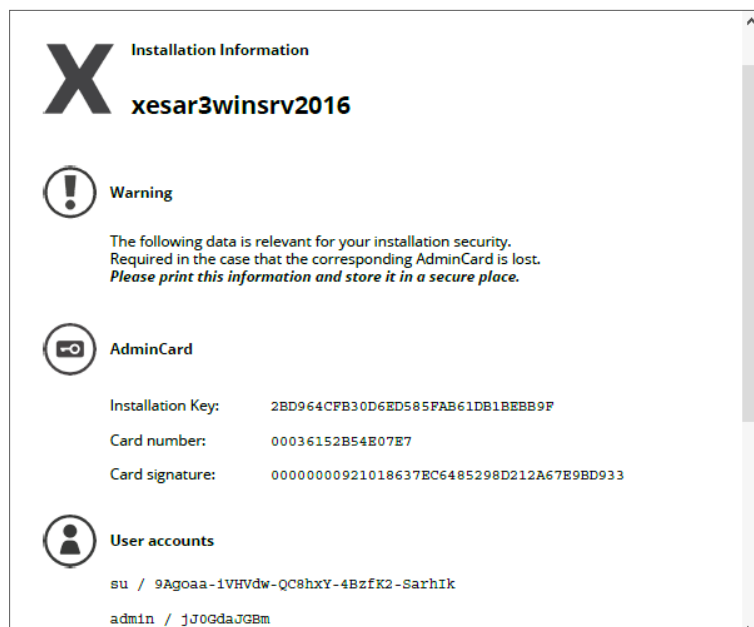 X
Installation Information
xesar3winsrv2016
Warning
The following data is relevant for your installation security.
Required in the case that the corresponding AdminCard is lost.
Please print this information and store it in a secure place.
AdminCard
Installation Key: 2BD964CFB30D6ED585FAB61DB1BEBB9F
Card number: 00036152B54E07E7
Card signature: 00000000921018637EC6485298D212A67E9BD933
User accounts
su / 9Agoaa-iVHVdw-QC8hxY-4BzfK2-SarhIk
admin / jJ0GdaJGBm